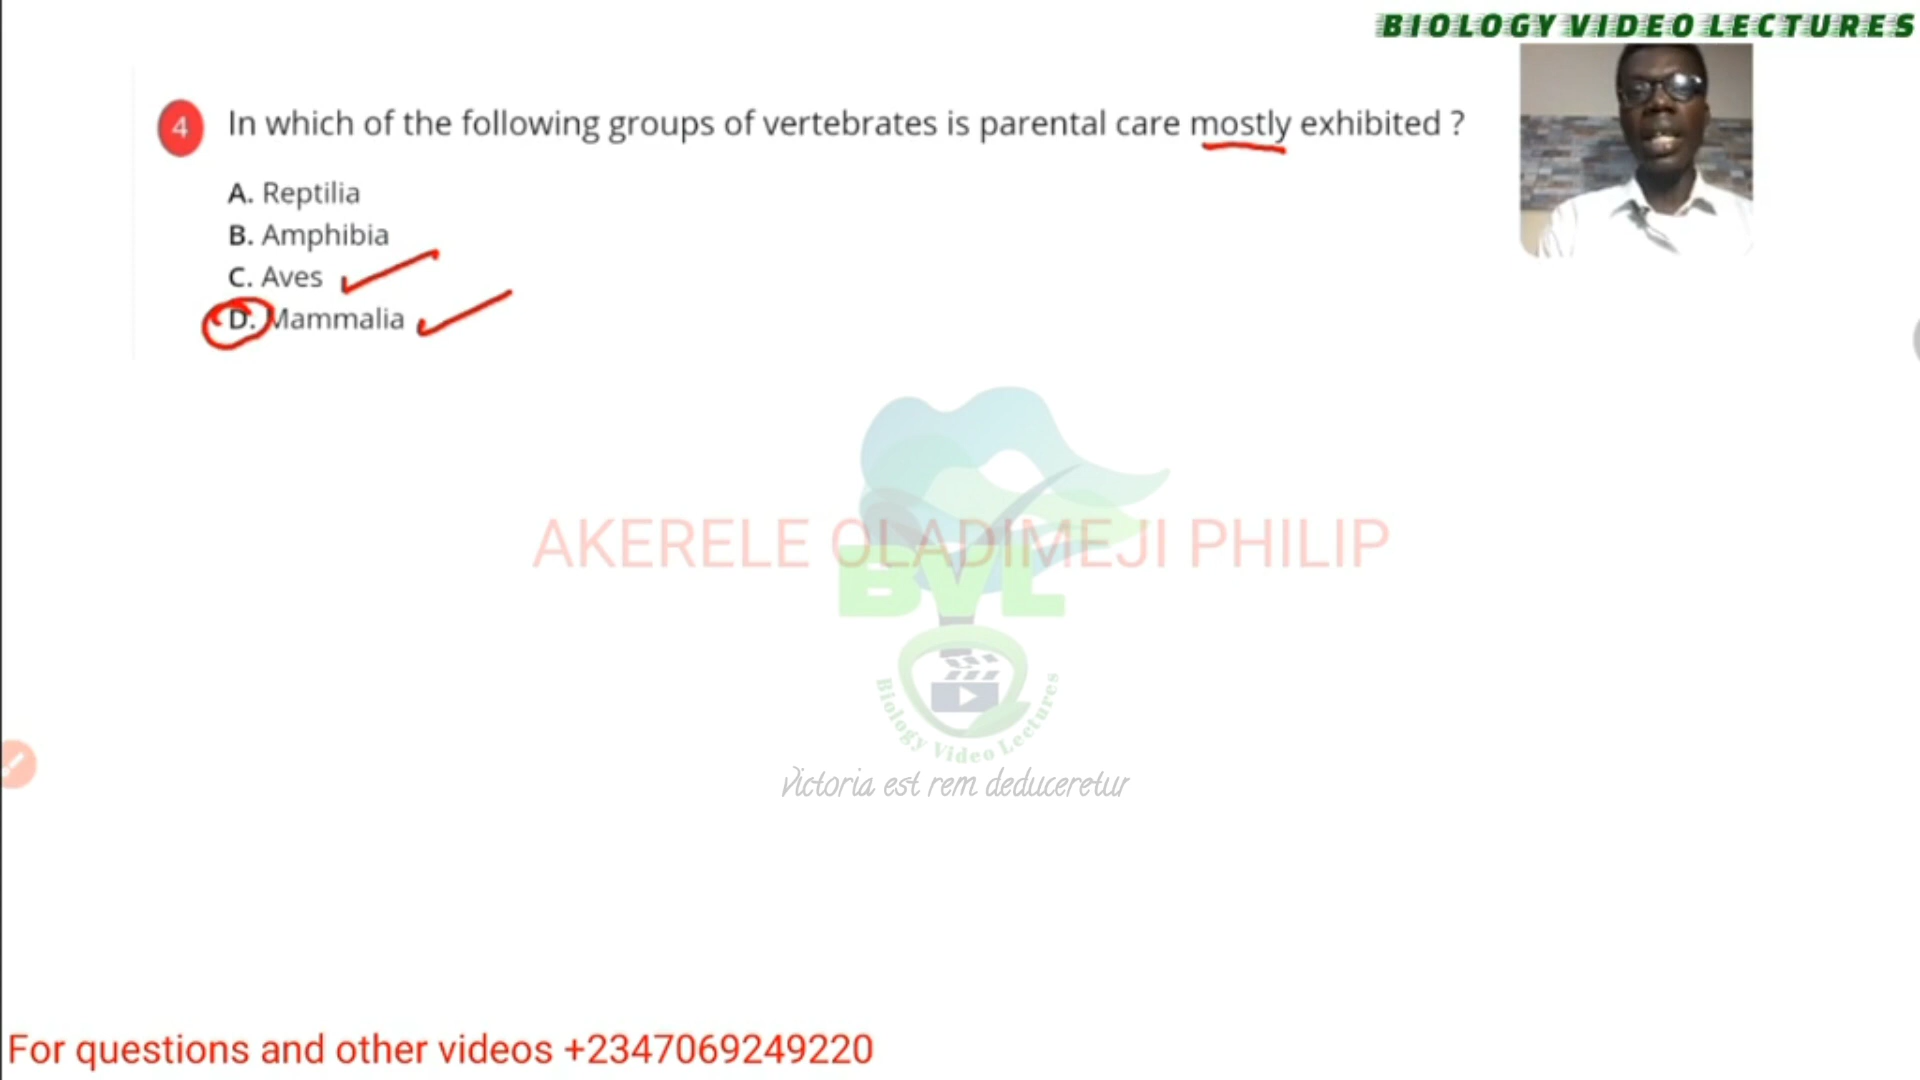 BIOLOGY VIDEO LECTURES
4 In which of the following groups of vertebrates is parental care mostly exhibited ?
A. Reptilia
B. Amphibia
C. Aves
D. Mammalia
AKERELE OLADIMEJI PHILIP
BVL
Biology Video Lectures
Victoria est rem deduceretur
For questions and other videos +2347069249220